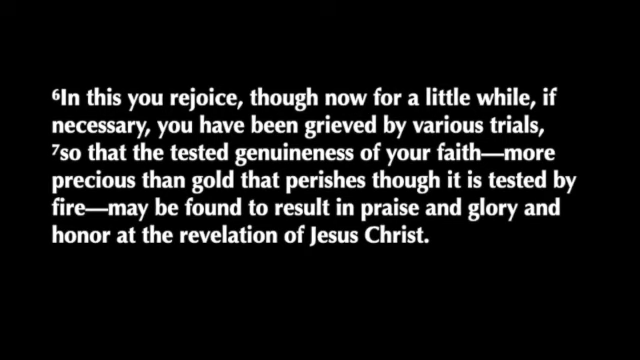 ⁶In this you rejoice, though now for a little while, if
necessary, you have been grieved by various trials,
⁷so that the tested genuineness of your faith—more
precious than gold that perishes though it is tested by
fire—may be found to result in praise and glory and
honor at the revelation of Jesus Christ.